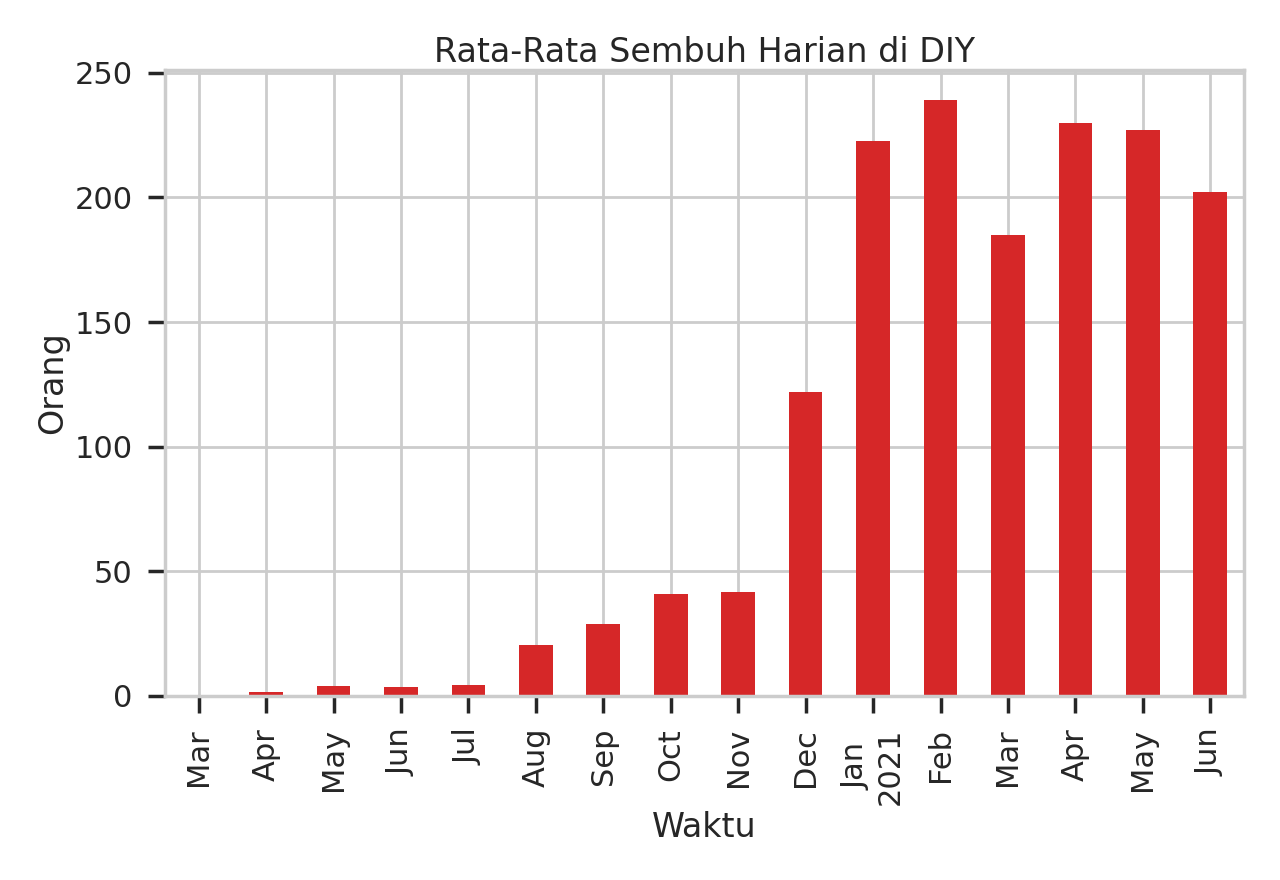 Rata-Rata Sembuh Harian di DIY
250
200
150
100
50
0
Orang
Mar
Apr
May
Jun
Jul
Aug
Sep
Oct
Nov
Dec
Jan
2021
Feb
Mar
Apr
May
Jun
Waktu